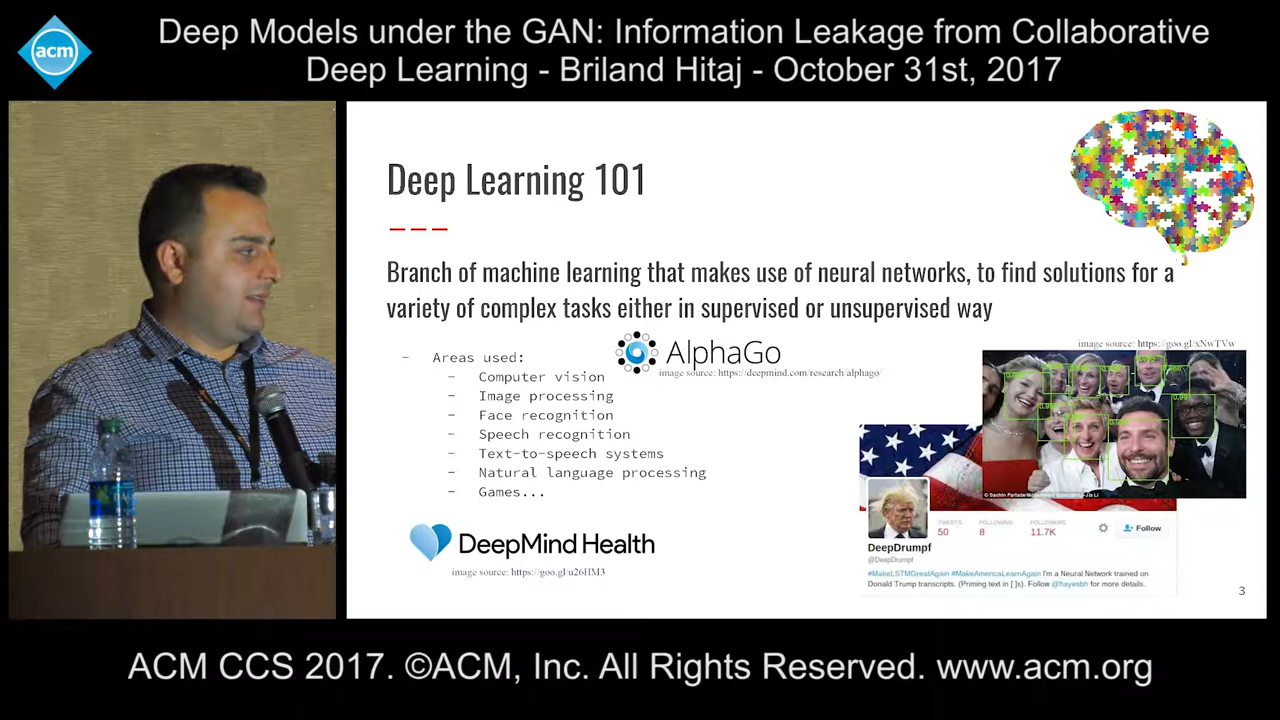 acm
Deep Models under the GAN: Information Leakage from Collaborative
Deep Learning - Briland Hitaj - October 31st, 2017
Deep Learning 101
Branch of machine learning that makes use of neural networks, to find solutions for a
variety of complex tasks either in supervised or unsupervised way
- Areas used:
- Computer vision
- Image processing
- Face recognition
- Speech recognition
- Text-to-speech systems
- Natural language processing
- Games...
AlphaGo
image source: https://deepmind.com/research/alphago/
image source: https://goo.gl/xNwTVw
DeepMind Health
image source: https://goo.gl/u26HM3
TWEETS
50
FOLLOWING
8
FOLLOWERS
11.7K
Follow
DeepDrumpf
@DeepDrumpf
#MakeLSTMGreatAgain #MakeAmericaLearnAgain I'm a Neural Network trained on
Donald Trump transcripts. (Priming text in [ ]s). Follow @hayesbh for more details.
3
ACM CCS 2017. ©ACM, Inc. All Rights Reserved. www.acm.org